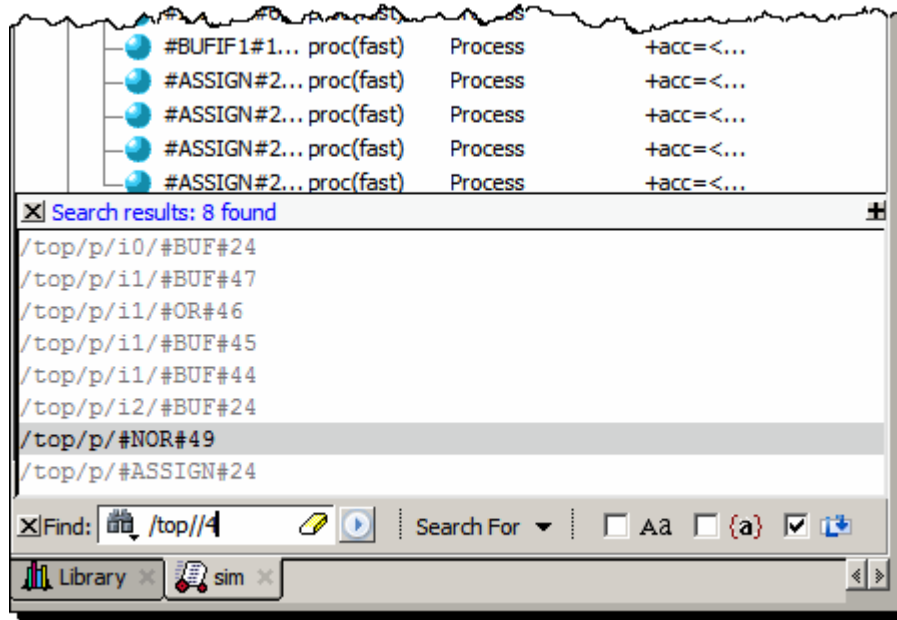 #BUFIF1#1... proc(fast) Process +acc=<...
#ASSIGN#2... proc(fast) Process +acc=<...
#ASSIGN#2... proc(fast) Process +acc=<...
#ASSIGN#2... proc(fast) Process +acc=<...
#ASSIGN#2... proc(fast) Process +acc=<...
Search results: 8 found
/top/p/i0/#BUF#24
/top/p/i1/#BUF#47
/top/p/i1/#OR#46
/top/p/i1/#BUF#45
/top/p/i1/#BUF#44
/top/p/i2/#BUF#24
/top/p/#NOR#49
/top/p/#ASSIGN#24
Find: /top//4 Search For Aa {a}
Library sim